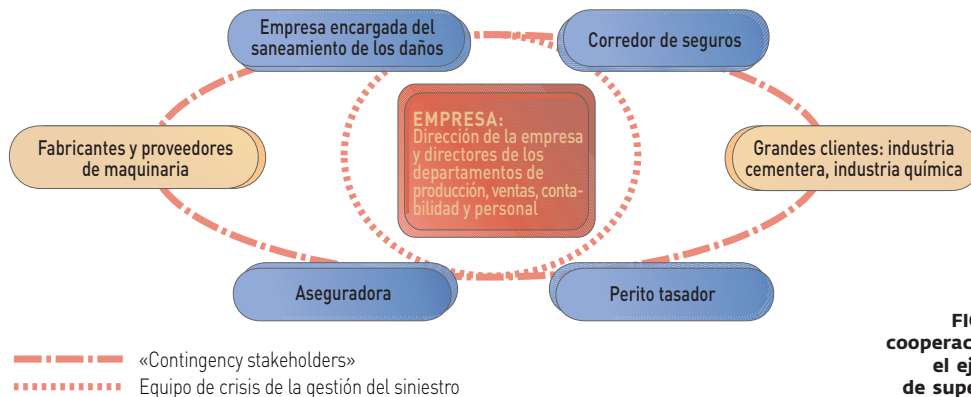 Empresa encargada del
saneamiento de los daños
Corredor de seguros
EMPRESA:
Dirección de la empresa
y directores de los
departamentos de
producción, ventas, conta-
bilidad y personal
Fabricantes y proveedores
de maquinaria
Grandes clientes: industria
cementera, industria química
Aseguradora
Perito tasador
«Contingency stakeholders»
Equipo de crisis de la gestión del siniestro
el
de